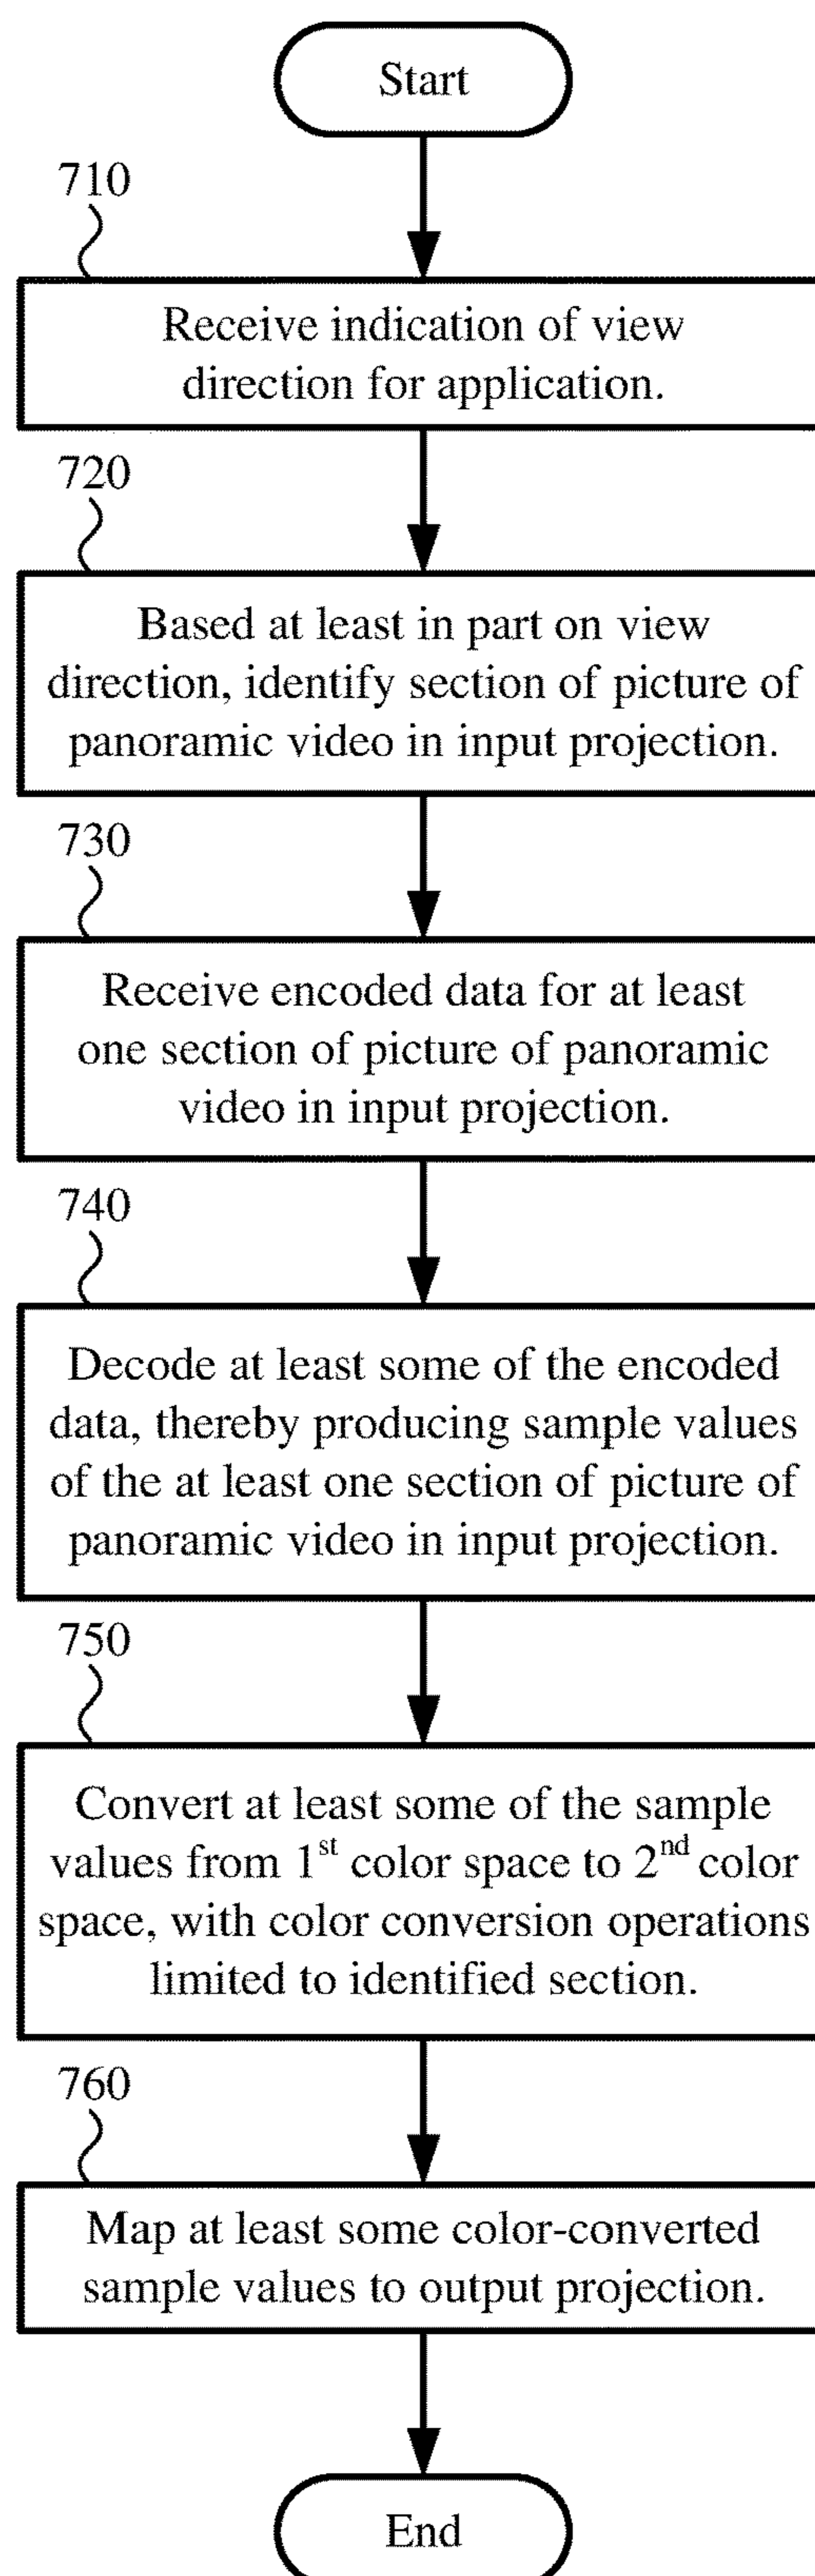 Start
710
Receive indication of view
direction for application.
720
Based at least in part on view
direction, identify section of picture of
panoramic video in input projection.
730
Receive encoded data for at least
one section of picture of panoramic
video in input projection.
740
Decode at least some of the encoded
data, thereby producing sample values
of the at least one section of picture of
panoramic video in input projection.
750
Convert at least some of the sample
values from 1st color space to 2nd color
space, with color conversion operations
limited to identified section.
760
Map at least some color-converted
sample values to output projection.
End